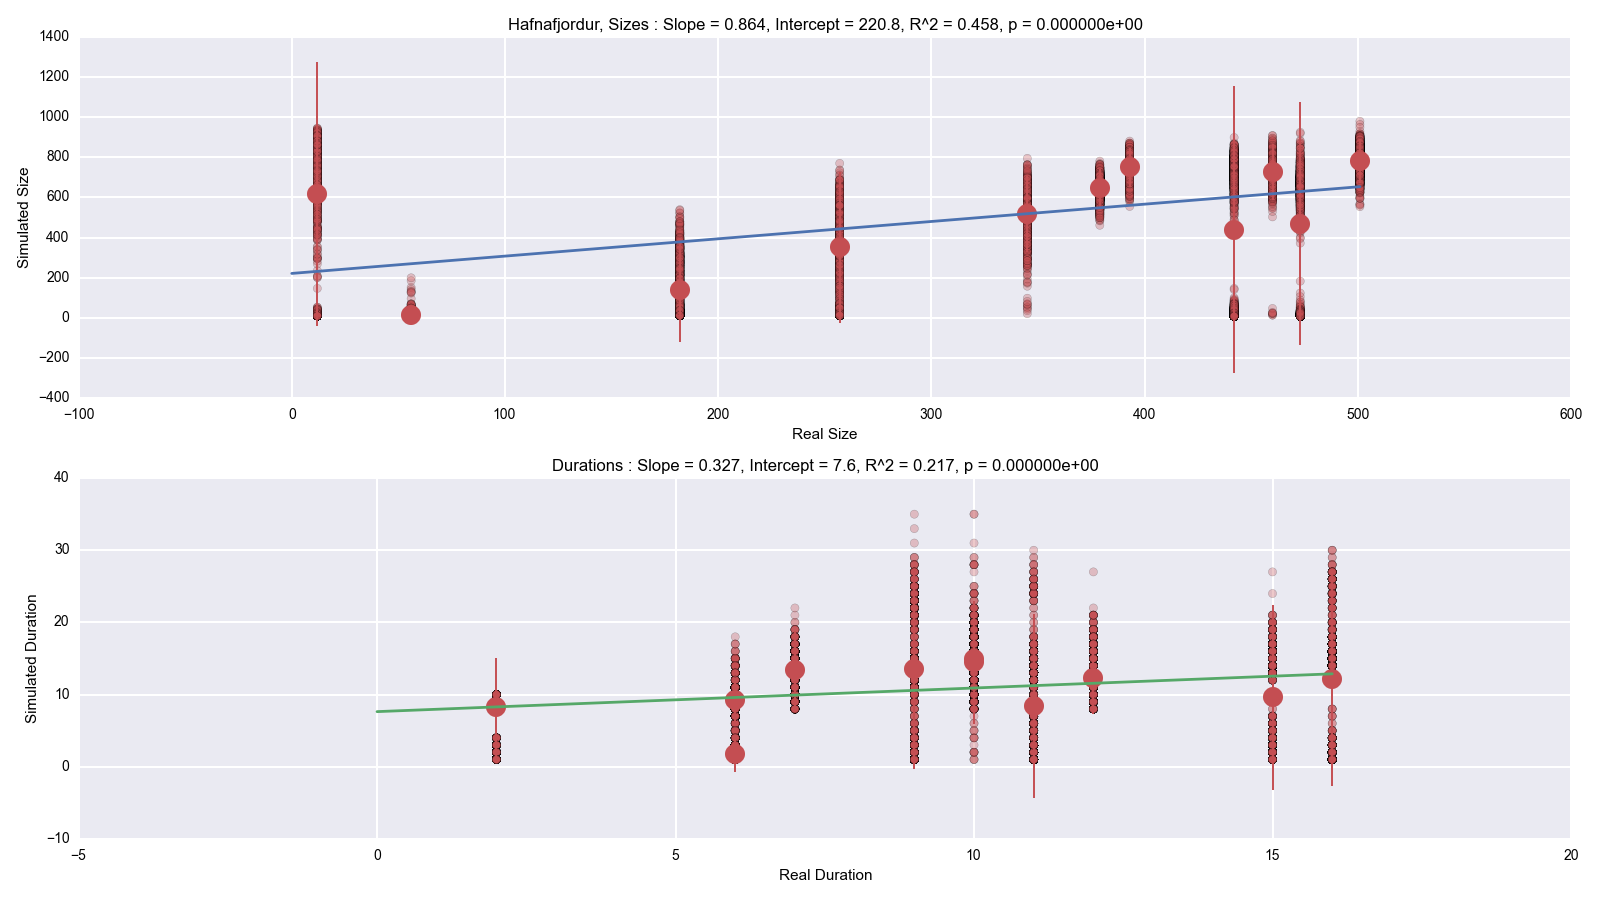 Hafnafjordur, Sizes : Slope = 0.864, Intercept = 220.8, R^2 = 0.458, p = 0.000000e+00
1400
1200
1000
800
600
400
200
0
−200
−400
Simulated Size
−100 0 100 200 300 400 500 600
Real Size
Durations : Slope = 0.327, Intercept = 7.6, R^2 = 0.217, p = 0.000000e+00
40
30
20
10
0
−10
Simulated Duration
−5 0 5 10 15 20
Real Duration